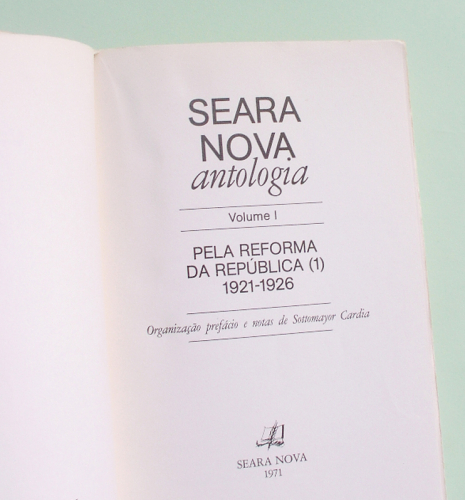 SEARA
NOVA
antologia
Volume I
PELA REFORMA
DA REPÚBLICA (1)
1921-1926
Organização prefácio e notas de Sottomayor Cardia
SEARA NOVA
1971